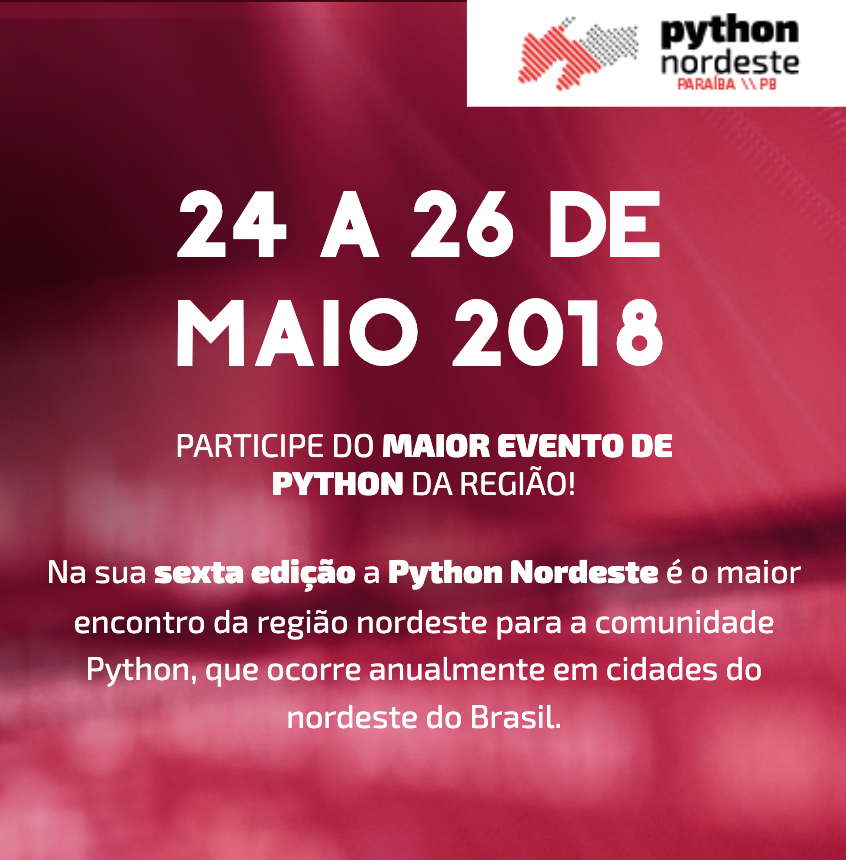 python
nordeste
PARAÍBA \\ PB
24 A 26 DE
MAIO 2018
PARTICIPE DO MAIOR EVENTO DE
PYTHON DA REGIÃO!
Na sua sexta edição a Python Nordeste é o maior
encontro da região nordeste para a comunidade
Python, que ocorre anualmente em cidades do
nordeste do Brasil.